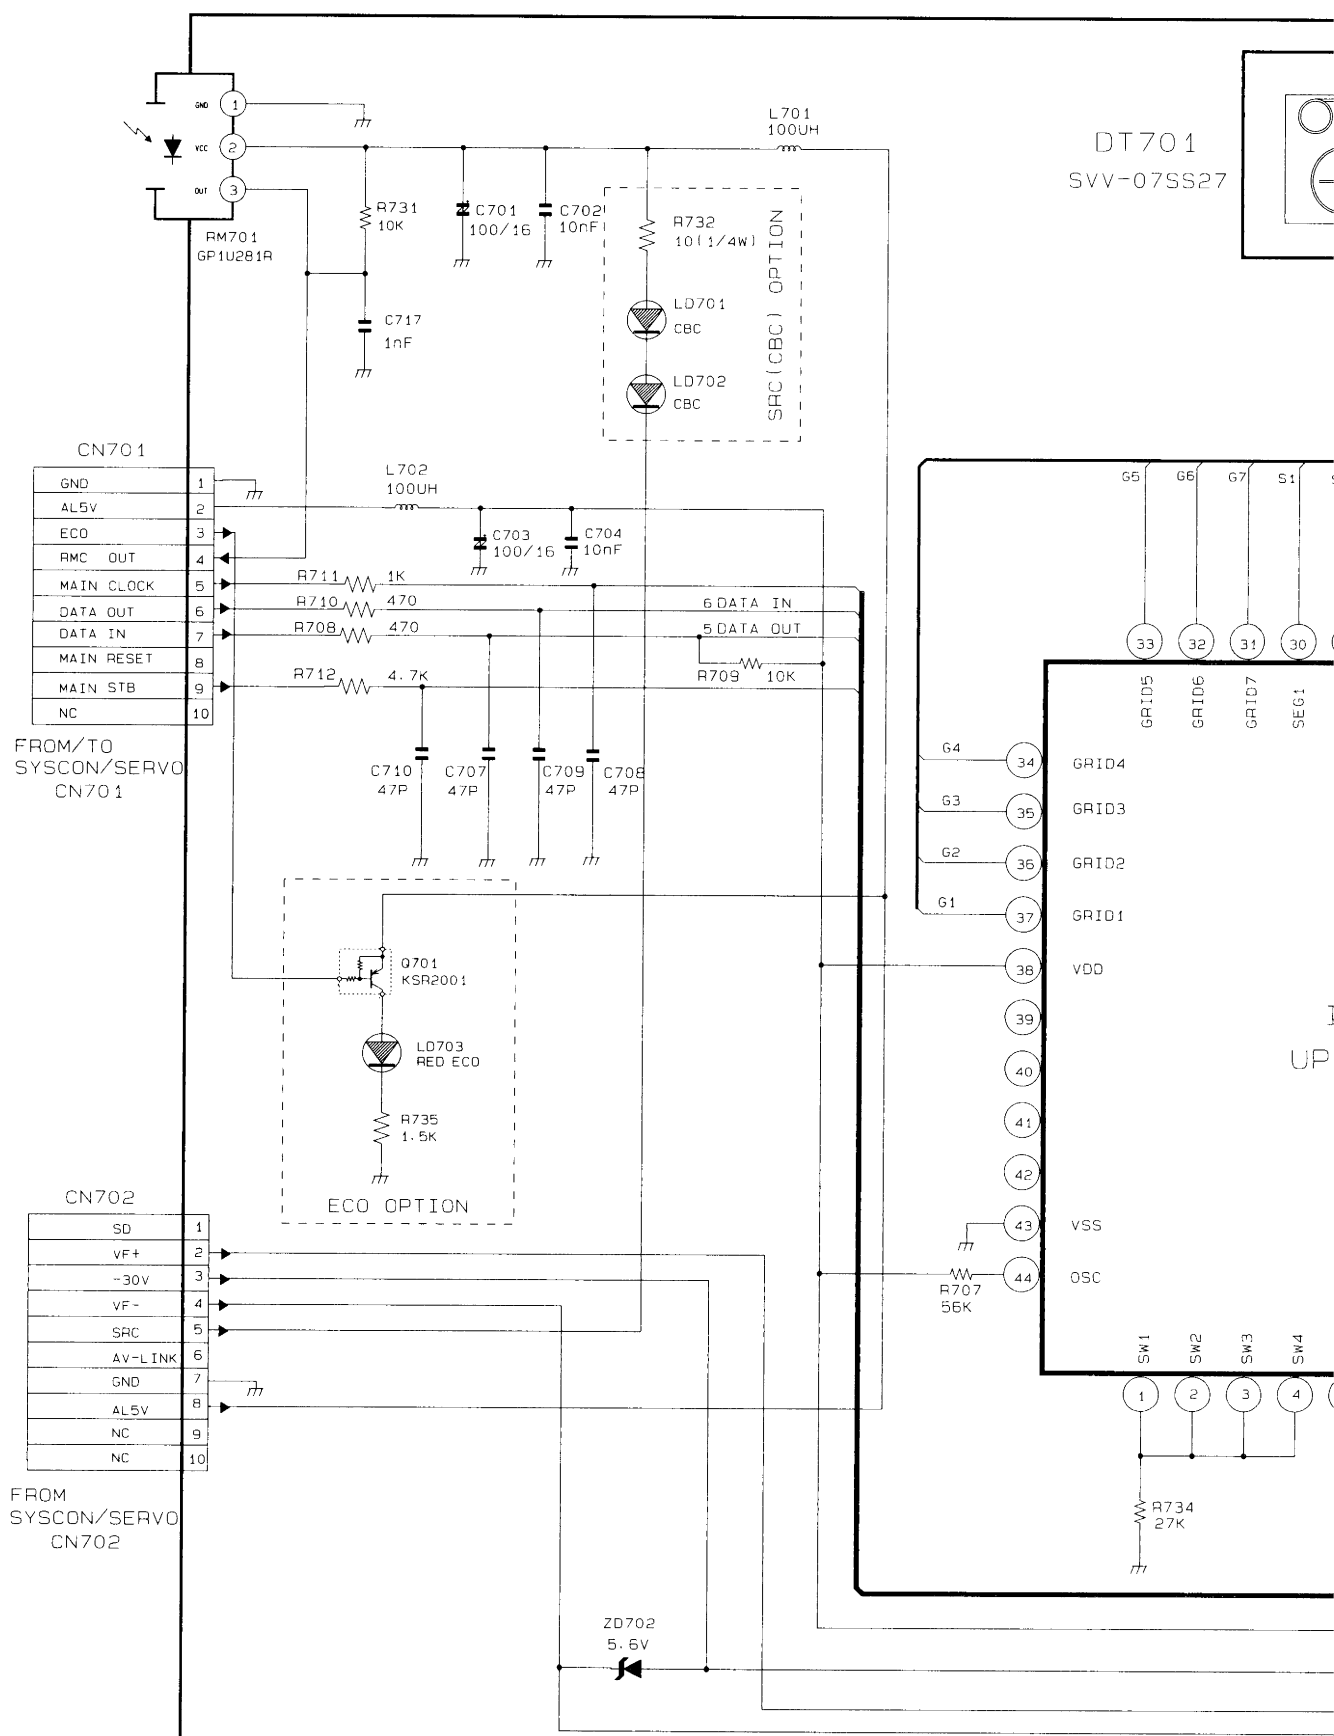 GND 1
VCC 2
OUT 3
RM701
GP1U281R
L701
100UH
R731
10K
C701
100/16
C702
10nF
R732
10(1/4W)
LD701
CBC
LD702
CBC
SRC(CBC) OPTION
C717
1nF
DT701
SVV-07SS27
CN701
GND 1
AL5V 2
ECO 3
RMC OUT 4
MAIN CLOCK 5
DATA OUT 6
DATA IN 7
MAIN RESET 8
MAIN STB 9
NC 10
FROM/TO
SYSCON/SERVO
CN701
L702
100UH
C703
100/16
C704
10nF
R711 1K
R710 470
R708 470
R712 4.7K
6 DATA IN
5 DATA OUT
R709 10K
C710
47P
C707
47P
C709
47P
C708
47P
G5 G6 G7 S1
33 32 31 30
GRID5 GRID6 GRID7 SEG1
G4 34 GRID4
G3 35 GRID3
G2 36 GRID2
G1 37 GRID1
38 VDD
39
40
41
42
43 VSS
44 OSC
R707
56K
UP
Q701
KSR2001
LD703
RED ECO
R735
1.5K
ECO OPTION
CN702
SD 1
VF+ 2
-30V 3
VF- 4
SRC 5
AV-LINK 6
GND 7
AL5V 8
NC 9
NC 10
FROM
SYSCON/SERVO
CN702
SW1 SW2 SW3 SW4
1 2 3 4
R734
27K
ZD702
5.6V